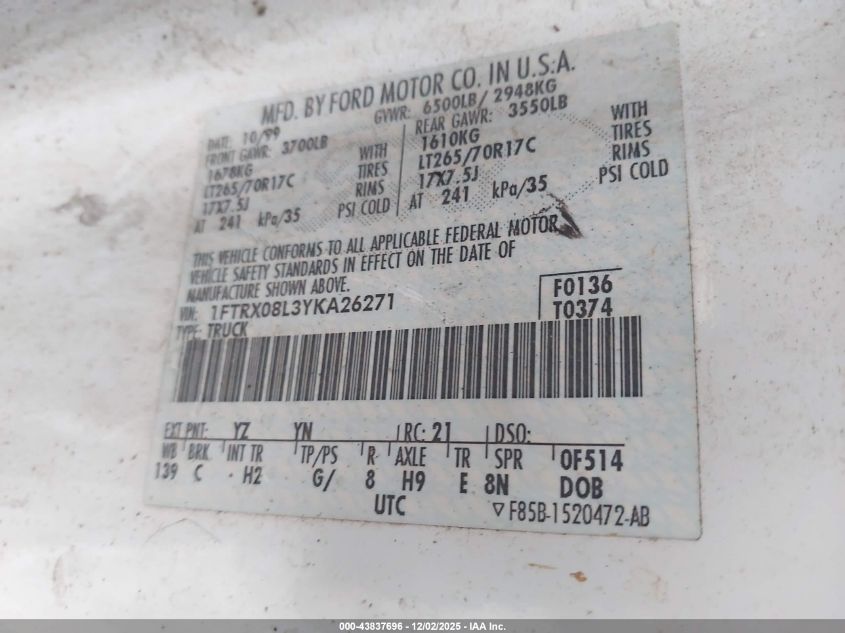 MFD. BY FORD MOTOR CO. IN U.S.A.
DATE: 10/99 GVWR: 6500LB/ 2948KG
FRONT GAWR: 3700LB REAR GAWR: 3550LB
1678KG WITH 1610KG WITH
LT265/70R17C TIRES LT265/70R17C TIRES
17X7.5J RIMS 17X7.5J RIMS
AT 241 kPa/35 PSI COLD AT 241 kPa/35 PSI COLD
THIS VEHICLE CONFORMS TO ALL APPLICABLE FEDERAL MOTOR
VEHICLE SAFETY STANDARDS IN EFFECT ON THE DATE OF
MANUFACTURE SHOWN ABOVE.
VIN: 1FTRX08L3YKA26271 F0136
TYPE: TRUCK T0374
EXT PNT: YZ YN RC: 21 DSO:
WB BRK INT TR TP/PS R AXLE TR SPR 0F514
139 C H2 G/ 8 H9 E 8N DOB
UTC ▽F85B-1520472-AB
000-43837696 - 12/02/2025 - IAA Inc.